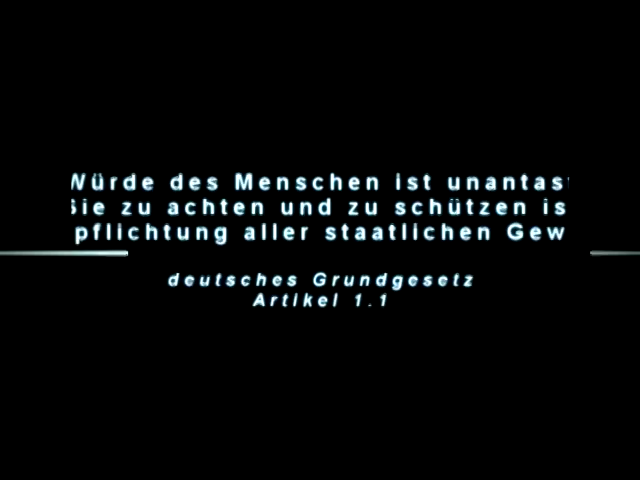 Würde des Menschen ist unantast
Sie zu achten und zu schützen is
pflichtung aller staatlichen Gew
deutsches Grundgesetz
Artikel 1.1